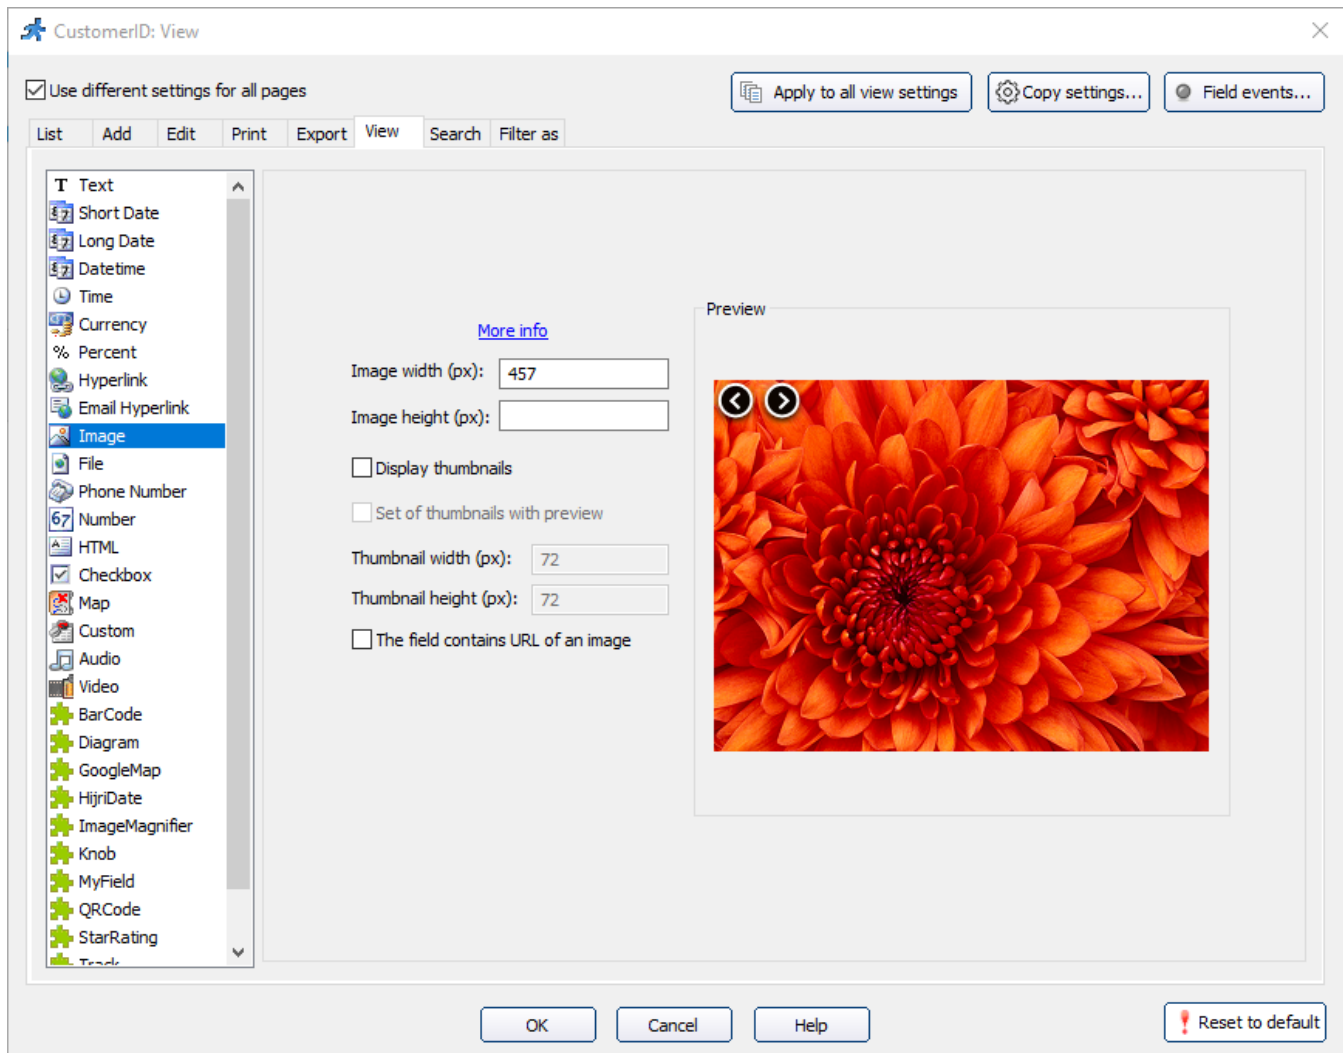 CustomerID: View
Use different settings for all pages
Apply to all view settings
Copy settings...
Field events...
List Add Edit Print Export View Search Filter as
Text
Short Date
Long Date
Datetime
Time
Currency
% Percent
Hyperlink
Email Hyperlink
Image
File
Phone Number
Number
HTML
Checkbox
Map
Custom
Audio
Video
BarCode
Diagram
GoogleMap
HijriDate
ImageMagnifier
Knob
MyField
QRCode
StarRating
Track
More info
Image width (px): 457
Image height (px):
Display thumbnails
Set of thumbnails with preview
Thumbnail width (px): 72
Thumbnail height (px): 72
The field contains URL of an image
Preview
OK Cancel Help
Reset to default